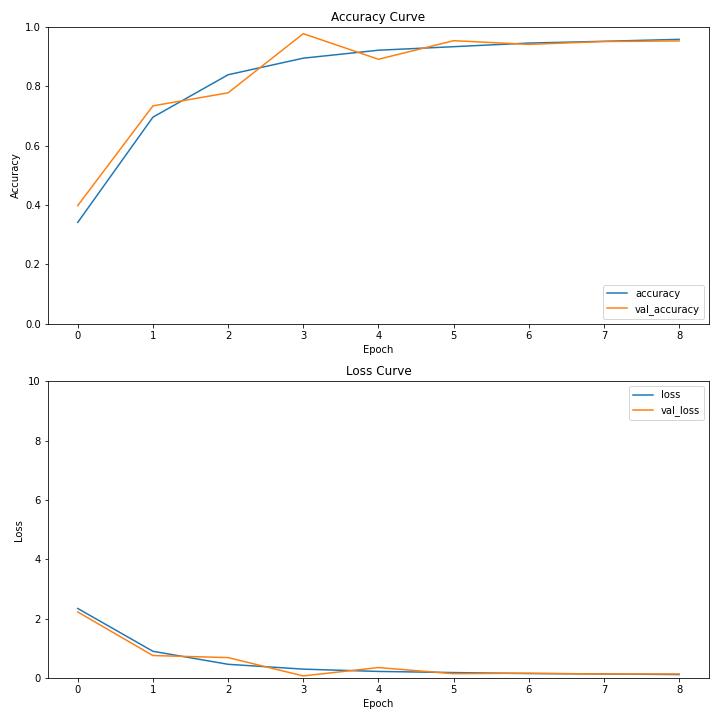 Accuracy Curve
1.0
0.8
0.6
0.4
0.2
0.0
Accuracy
accuracy
val_accuracy
0 1 2 3 4 5 6 7 8
Epoch
Loss Curve
10
8
6
4
2
0
Loss
loss
val_loss
0 1 2 3 4 5 6 7 8
Epoch